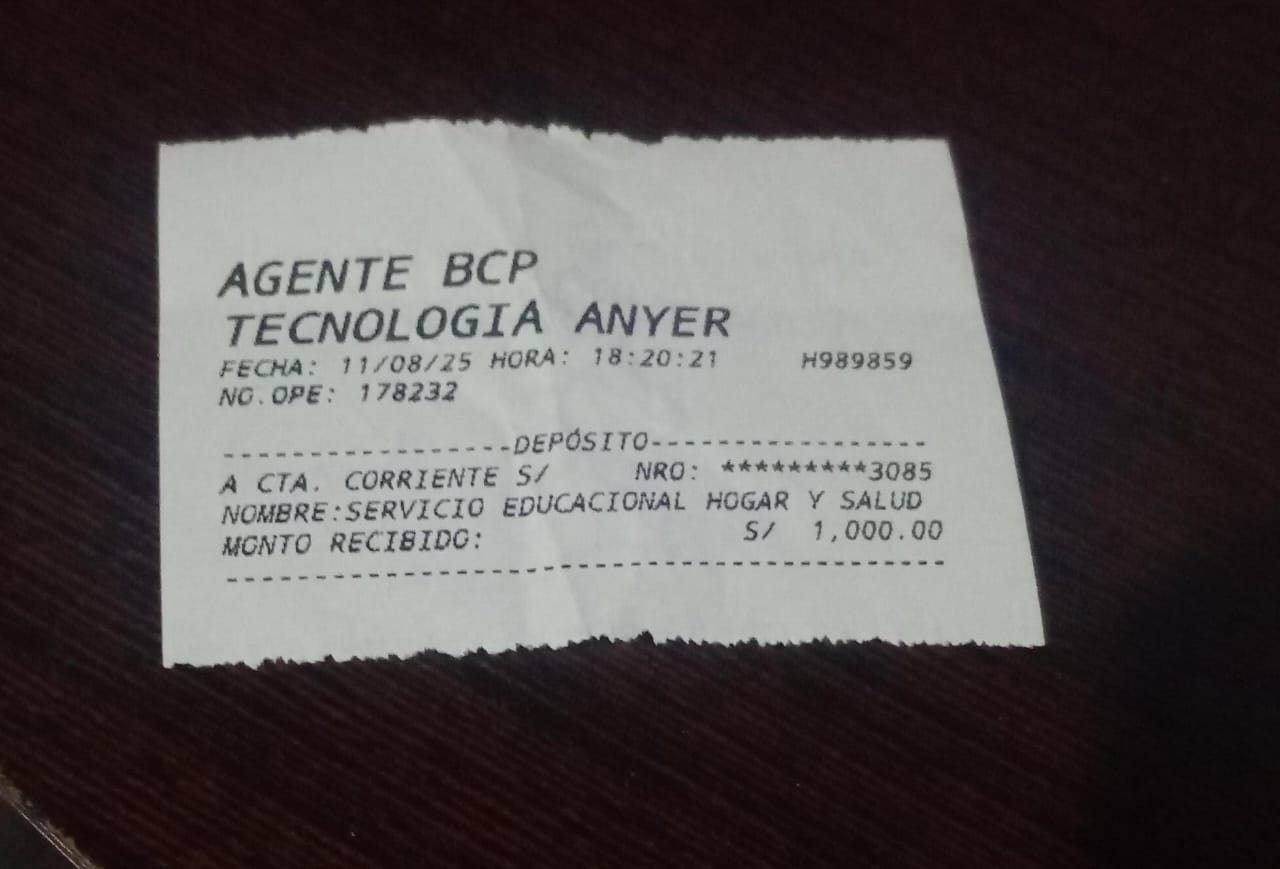 AGENTE BCP
TECNOLOGIA ANYER
FECHA: 11/08/25 HORA: 18:20:21 H989859
NO.OPE: 178232
-----------------DEPÓSITO-----------------
A CTA. CORRIENTE S/ NRO: *********3085
NOMBRE:SERVICIO EDUCACIONAL HOGAR Y SALUD
MONTO RECIBIDO: S/ 1,000.00